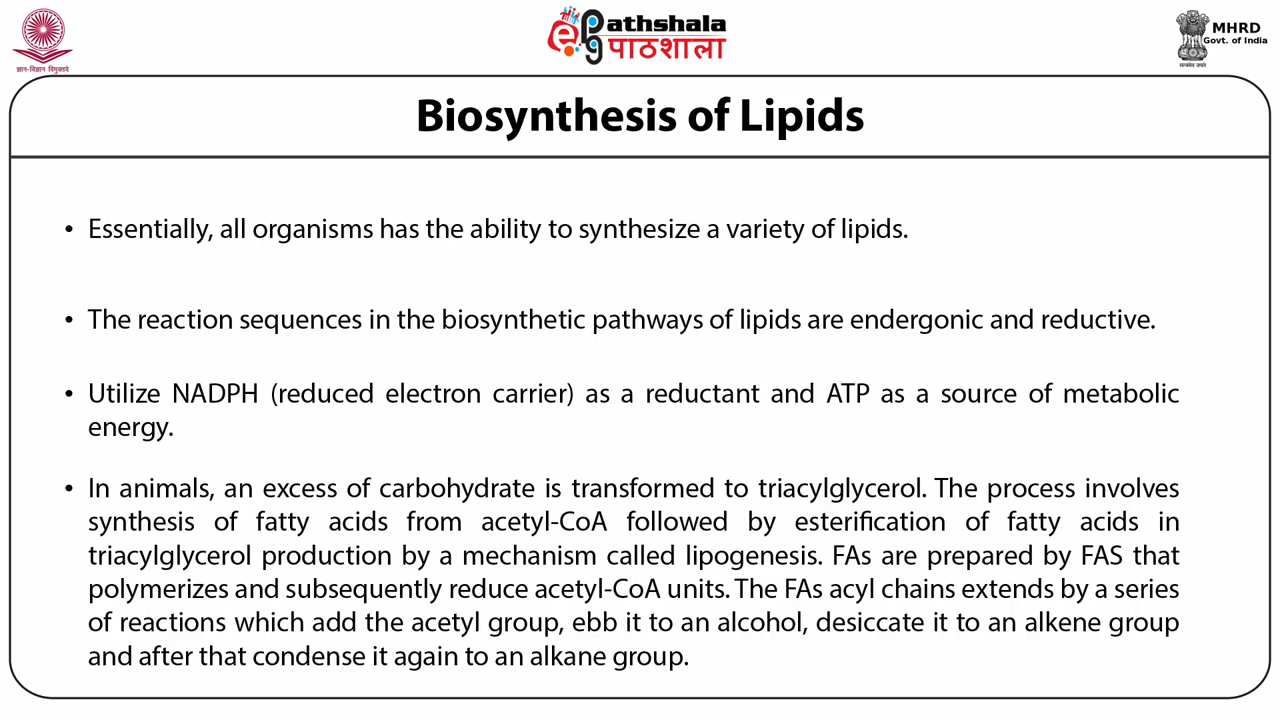 ज्ञान-विज्ञान विमुक्तये
ePathshala
पाठशाला
MHRD
Govt. of India
सत्यमेव जयते
Biosynthesis of Lipids
• Essentially, all organisms has the ability to synthesize a variety of lipids.
• The reaction sequences in the biosynthetic pathways of lipids are endergonic and reductive.
• Utilize NADPH (reduced electron carrier) as a reductant and ATP as a source of metabolic
energy.
• In animals, an excess of carbohydrate is transformed to triacylglycerol. The process involves
synthesis of fatty acids from acetyl-CoA followed by esterification of fatty acids in
triacylglycerol production by a mechanism called lipogenesis. FAs are prepared by FAS that
polymerizes and subsequently reduce acetyl-CoA units. The FAs acyl chains extends by a series
of reactions which add the acetyl group, ebb it to an alcohol, desiccate it to an alkene group
and after that condense it again to an alkane group.